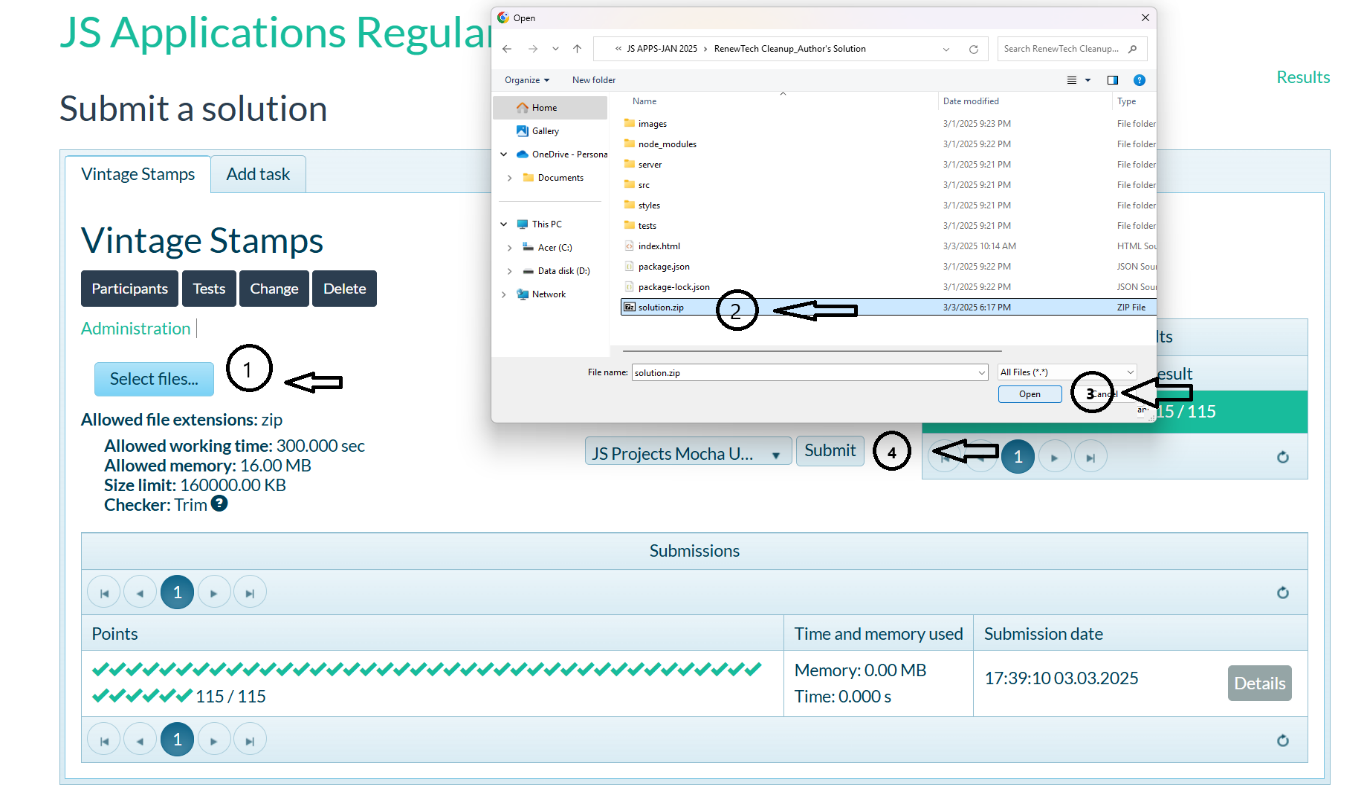 JS Applications Regular
Results
Submit a solution
Vintage Stamps
Add task
Vintage Stamps
Participants
Tests
Change
Delete
Administration
Select files...
1
Allowed file extensions: zip
Allowed working time: 300.000 sec
Allowed memory: 16.00 MB
Size limit: 160000.00 KB
Checker: Trim ?
Open
« JS APPS-JAN 2025 › RenewTech Cleanup_Author's Solution
Search RenewTech Cleanup...
Organize
New folder
Home
Gallery
OneDrive - Persona
Documents
This PC
Acer (C:)
Data disk (D:)
Network
Name Date modified Type
images 3/1/2025 9:23 PM File folder
node_modules 3/1/2025 9:22 PM File folder
server 3/1/2025 9:21 PM File folder
src 3/1/2025 9:21 PM File folder
styles 3/1/2025 9:21 PM File folder
tests 3/1/2025 9:21 PM File folder
index.html 3/3/2025 10:14 AM HTML Sou
package.json 3/1/2025 9:22 PM JSON Sour
package-lock.json 3/1/2025 9:22 PM JSON Sour
solution.zip 2 3/3/2025 6:17 PM ZIP File
File name: solution.zip
All Files (*.*)
Open
3
Cancel
lts
esult
15 / 115
JS Projects Mocha U...
Submit
4
1
Submissions
1
Points
Time and memory used
Submission date
115 / 115
Memory: 0.00 MB
Time: 0.000 s
17:39:10 03.03.2025
Details
1